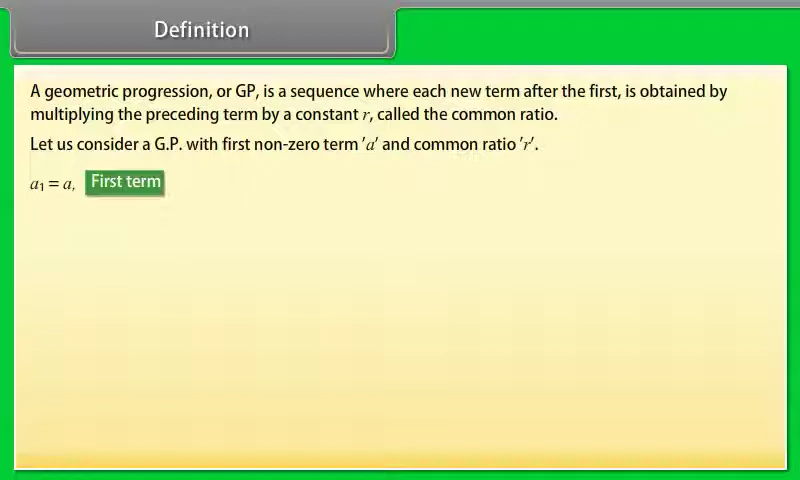 Definition
A geometric progression, or GP, is a sequence where each new term after the first, is obtained by
multiplying the preceding term by a constant r, called the common ratio.
Let us consider a G.P. with first non-zero term 'a' and common ratio 'r'.
a₁ = a, First term